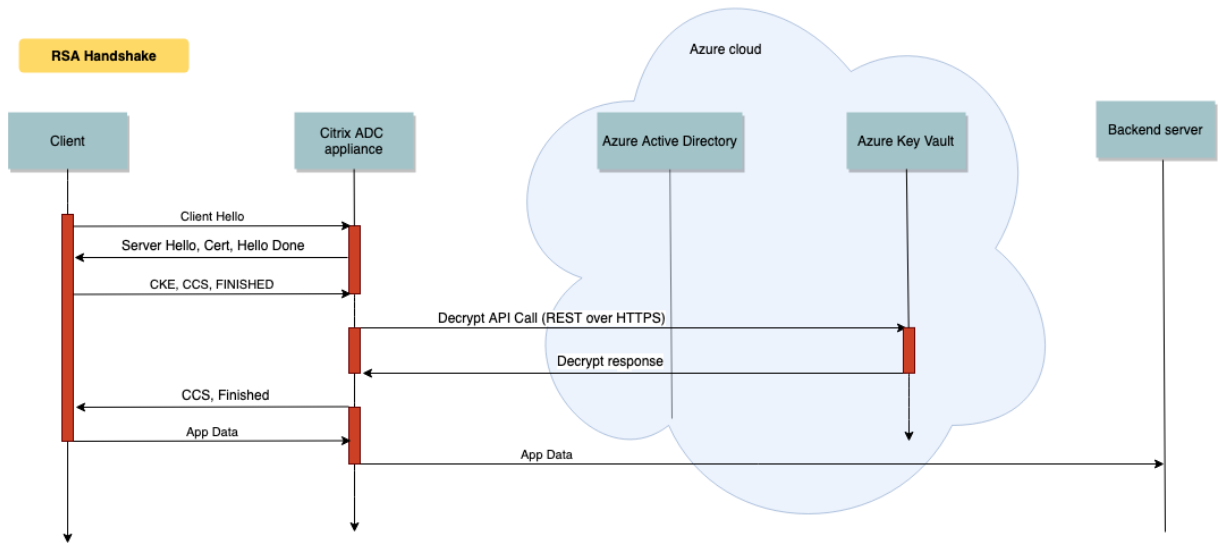 Azure cloud
RSA Handshake
Client
Citrix ADC
appliance
Azure Active Directory
Azure Key Vault
Backend server
Client Hello
Server Hello, Cert, Hello Done
CKE, CCS, FINISHED
Decrypt API Call (REST over HTTPS)
Decrypt response
CCS, Finished
App Data
App Data